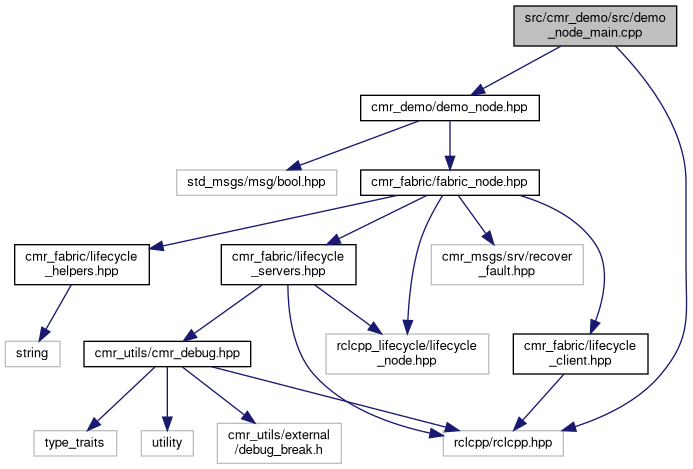 src/cmr_demo/src/demo
_node_main.cpp
cmr_demo/demo_node.hpp
std_msgs/msg/bool.hpp
cmr_fabric/fabric_node.hpp
cmr_fabric/lifecycle
_helpers.hpp
cmr_fabric/lifecycle
_servers.hpp
cmr_msgs/srv/recover
_fault.hpp
string
cmr_utils/cmr_debug.hpp
rclcpp_lifecycle/lifecycle
_node.hpp
cmr_fabric/lifecycle
_client.hpp
type_traits
utility
cmr_utils/external
/debug_break.h
rclcpp/rclcpp.hpp